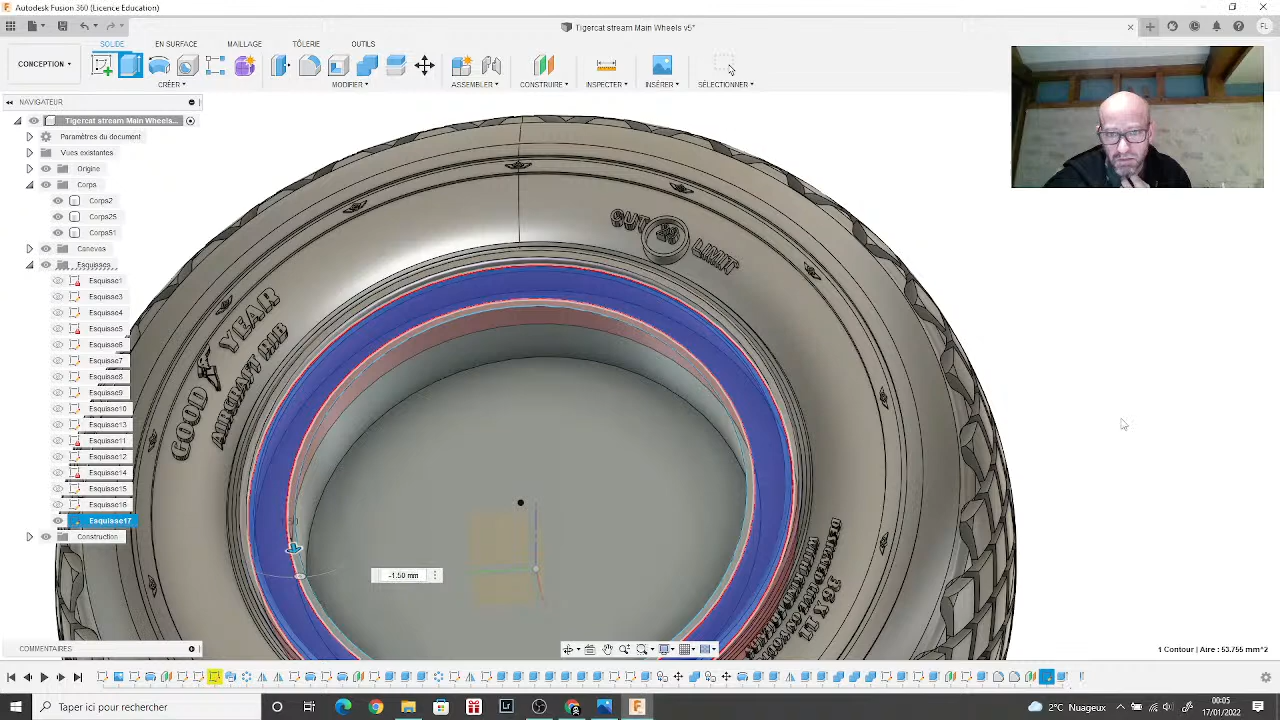 Autodesk Fusion 360 (Licence Education)
Tigercat stream Main Wheels v5*
FL
SOLIDE
EN SURFACE
MAILLAGE
TÔLERIE
OUTILS
CONCEPTION
CRÉER
MODIFIER
ASSEMBLER
CONSTRUIRE
INSPECTER
INSÉRER
SÉLECTIONNER
NAVIGATEUR
Tigercat stream Main Wheels...
Paramètres du document
Vues existantes
Origine
Corps
Corps2
Corps25
Corps51
Canevas
Esquisses
Esquisse1
Esquisse3
Esquisse4
Esquisse5
Esquisse6
Esquisse7
Esquisse8
Esquisse9
Esquisse10
Esquisse13
Esquisse11
Esquisse12
Esquisse14
Esquisse15
Esquisse16
Esquisse17
Construction
GOOD YEAR
AIRCRAFT RIB
LIMIT
-1.50 mm
COMMENTAIRES
1 Contour | Aire : 53.755 mm^2
Taper ici pour rechercher
2°C Nuageux
00:05
17/01/2022